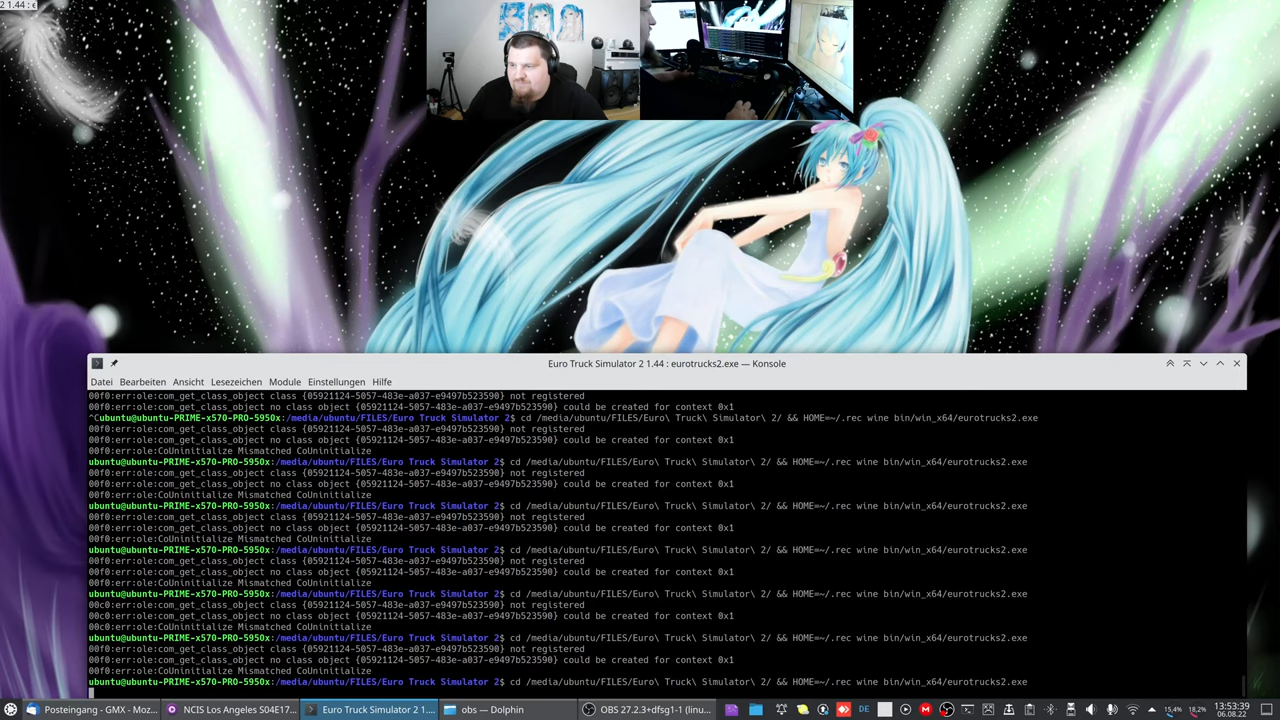 2 1.44 : e
Euro Truck Simulator 2 1.44 : eurotrucks2.exe — Konsole
Datei Bearbeiten Ansicht Lesezeichen Module Einstellungen Hilfe
00f0:err:ole:com_get_class_object class {05921124-5057-483e-a037-e9497b523590} not registered
00f0:err:ole:com_get_class_object no class object {05921124-5057-483e-a037-e9497b523590} could be created for context 0x1
^Cubuntu@ubuntu-PRIME-x570-PRO-5950x:/media/ubuntu/FILES/Euro Truck Simulator 2$ cd /media/ubuntu/FILES/Euro\ Truck\ Simulator\ 2/ && HOME=~/.rec wine bin/win_x64/eurotrucks2.exe
00f0:err:ole:com_get_class_object class {05921124-5057-483e-a037-e9497b523590} not registered
00f0:err:ole:com_get_class_object no class object {05921124-5057-483e-a037-e9497b523590} could be created for context 0x1
00f0:err:ole:CoUninitialize Mismatched CoUninitialize
ubuntu@ubuntu-PRIME-x570-PRO-5950x:/media/ubuntu/FILES/Euro Truck Simulator 2$ cd /media/ubuntu/FILES/Euro\ Truck\ Simulator\ 2/ && HOME=~/.rec wine bin/win_x64/eurotrucks2.exe
00f0:err:ole:com_get_class_object class {05921124-5057-483e-a037-e9497b523590} not registered
00f0:err:ole:com_get_class_object no class object {05921124-5057-483e-a037-e9497b523590} could be created for context 0x1
00f0:err:ole:CoUninitialize Mismatched CoUninitialize
ubuntu@ubuntu-PRIME-x570-PRO-5950x:/media/ubuntu/FILES/Euro Truck Simulator 2$ cd /media/ubuntu/FILES/Euro\ Truck\ Simulator\ 2/ && HOME=~/.rec wine bin/win_x64/eurotrucks2.exe
00f0:err:ole:com_get_class_object class {05921124-5057-483e-a037-e9497b523590} not registered
00f0:err:ole:com_get_class_object no class object {05921124-5057-483e-a037-e9497b523590} could be created for context 0x1
00f0:err:ole:CoUninitialize Mismatched CoUninitialize
ubuntu@ubuntu-PRIME-x570-PRO-5950x:/media/ubuntu/FILES/Euro Truck Simulator 2$ cd /media/ubuntu/FILES/Euro\ Truck\ Simulator\ 2/ && HOME=~/.rec wine bin/win_x64/eurotrucks2.exe
00f0:err:ole:com_get_class_object class {05921124-5057-483e-a037-e9497b523590} not registered
00f0:err:ole:com_get_class_object no class object {05921124-5057-483e-a037-e9497b523590} could be created for context 0x1
00f0:err:ole:CoUninitialize Mismatched CoUninitialize
ubuntu@ubuntu-PRIME-x570-PRO-5950x:/media/ubuntu/FILES/Euro Truck Simulator 2$ cd /media/ubuntu/FILES/Euro\ Truck\ Simulator\ 2/ && HOME=~/.rec wine bin/win_x64/eurotrucks2.exe
00c0:err:ole:com_get_class_object class {05921124-5057-483e-a037-e9497b523590} not registered
00c0:err:ole:com_get_class_object no class object {05921124-5057-483e-a037-e9497b523590} could be created for context 0x1
00c0:err:ole:CoUninitialize Mismatched CoUninitialize
ubuntu@ubuntu-PRIME-x570-PRO-5950x:/media/ubuntu/FILES/Euro Truck Simulator 2$ cd /media/ubuntu/FILES/Euro\ Truck\ Simulator\ 2/ && HOME=~/.rec wine bin/win_x64/eurotrucks2.exe
00f0:err:ole:com_get_class_object class {05921124-5057-483e-a037-e9497b523590} not registered
00f0:err:ole:com_get_class_object no class object {05921124-5057-483e-a037-e9497b523590} could be created for context 0x1
00f0:err:ole:CoUninitialize Mismatched CoUninitialize
ubuntu@ubuntu-PRIME-x570-PRO-5950x:/media/ubuntu/FILES/Euro Truck Simulator 2$ cd /media/ubuntu/FILES/Euro\ Truck\ Simulator\ 2/ && HOME=~/.rec wine bin/win_x64/eurotrucks2.exe
Posteingang - GMX - Moz... NCIS Los Angeles S04E17... Euro Truck Simulator 2 1.... obs — Dolphin OBS 27.2.3+dfsg1-1 (linu... DE 15,4% 18,2% 13:53:39
06.08.22